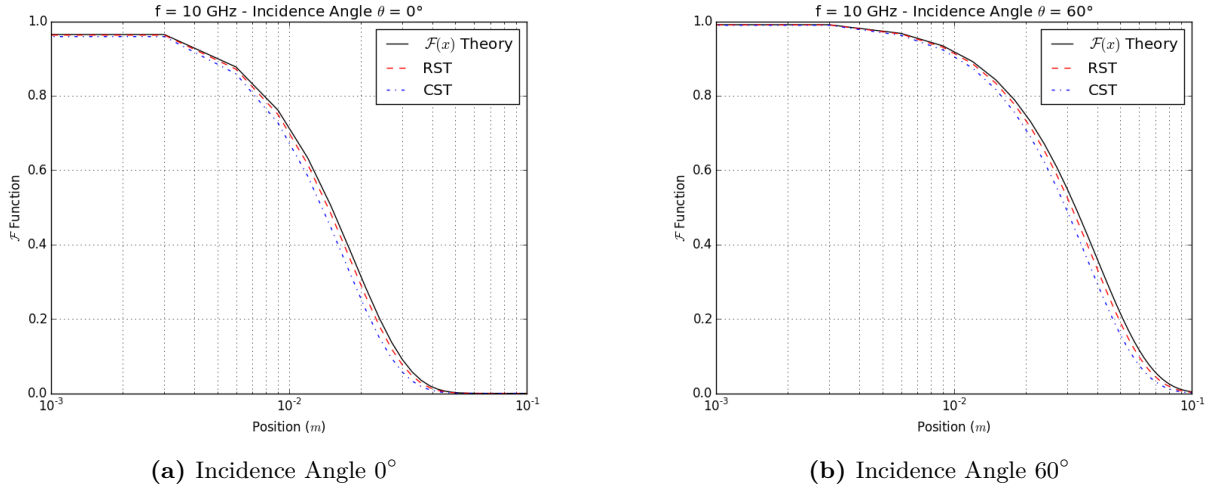 f = 10 GHz - Incidence Angle θ = 0°
1.0
0.8
0.6
0.4
0.2
0.0
ℱ Function
ℱ(x) Theory
RST
CST
10⁻³
10⁻²
10⁻¹
Position (m)
(a) Incidence Angle 0°
f = 10 GHz - Incidence Angle θ = 60°
1.0
0.8
0.6
0.4
0.2
0.0
ℱ Function
ℱ(x) Theory
RST
CST
10⁻³
10⁻²
10⁻¹
Position (m)
(b) Incidence Angle 60°